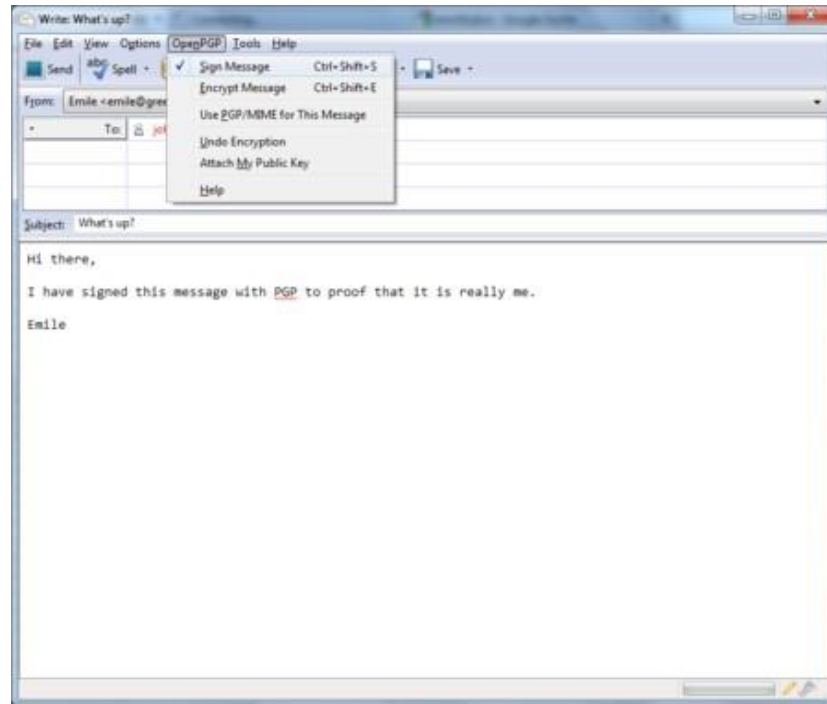 Write: What's up?
File Edit View Options OpenPGP Tools Help
Send Spell Save
Sign Message Ctrl+Shift+S
Encrypt Message Ctrl+Shift+E
Use PGP/MIME for This Message
Undo Encryption
Attach My Public Key
Help
From: Emile <emile@gree
To: jo
Subject: What's up?
Hi there,
I have signed this message with PGP to proof that it is really me.
Emile